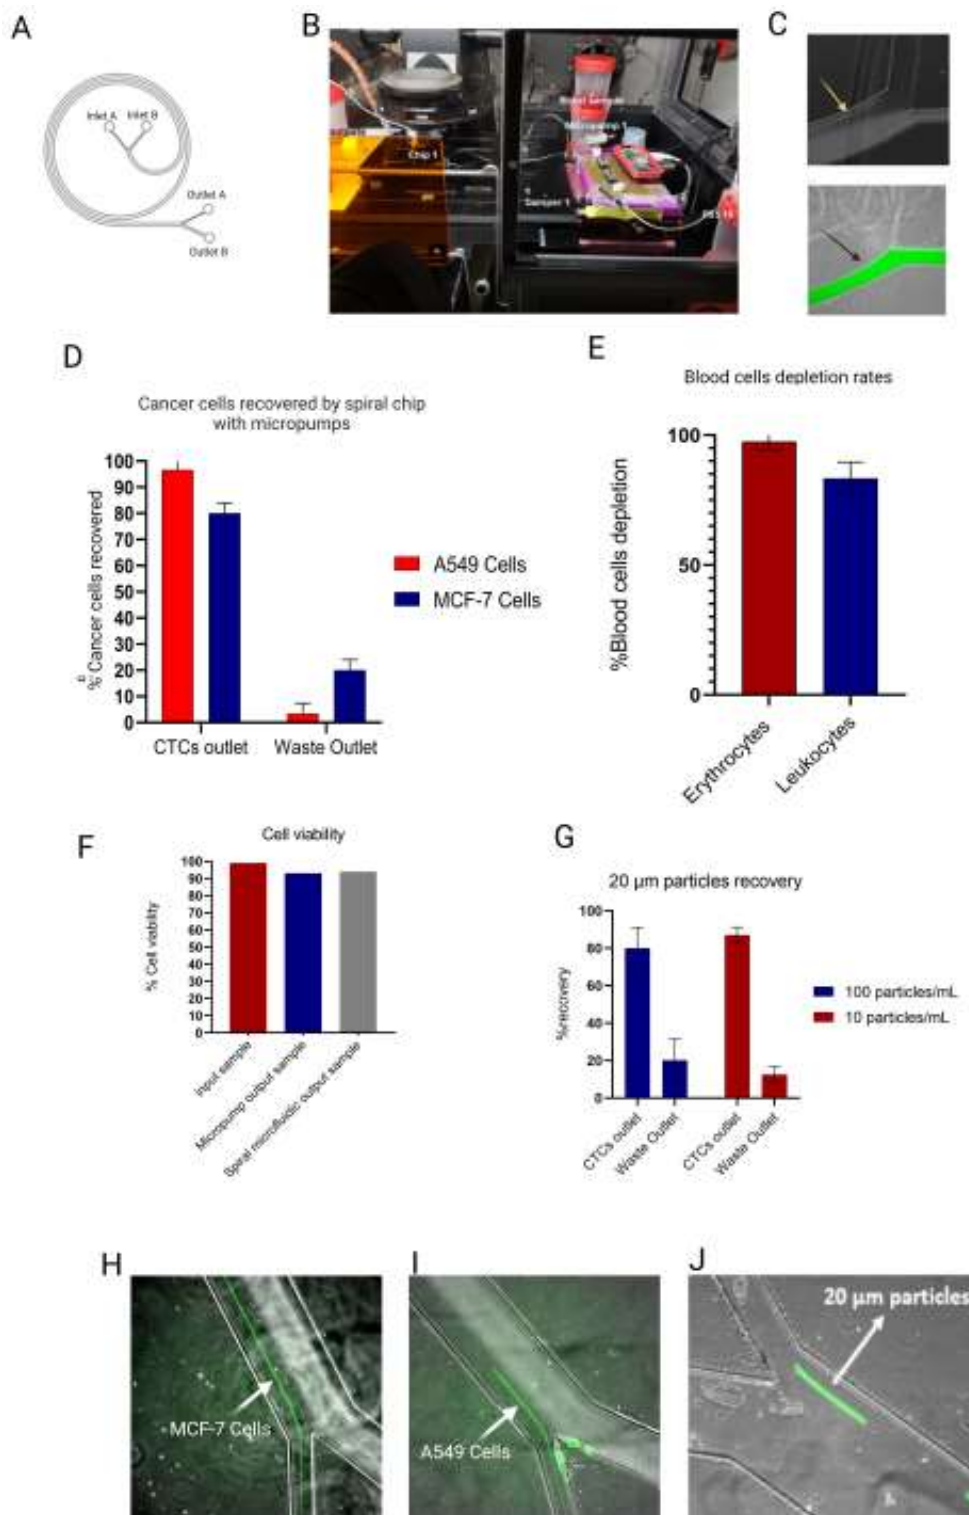 A
Inlet A
Inlet B
Outlet A
Outlet B
B
Chip 1
Micropump 1
Damper 1
C
D
Cancer cells recovered by spiral chip
with micropumps
% Cancer cells recovered
100
90
80
70
60
50
40
30
20
10
0
CTCs outlet
Waste Outlet
A549 Cells
MCF-7 Cells
E
Blood cells depletion rates
%Blood cells depletion
100
50
0
Erythrocytes
Leukocytes
F
Cell viability
% Cell viability
100
90
80
70
60
50
40
30
20
10
0
Input sample
Micropump output sample
Spiral microfluidic output sample
G
20 µm particles recovery
%recovery
100
80
60
40
20
0
CTCs outlet
Waste Outlet
CTCs outlet
Waste Outlet
100 particles/mL
10 particles/mL
H
MCF-7 Cells
I
A549 Cells
J
20 µm particles